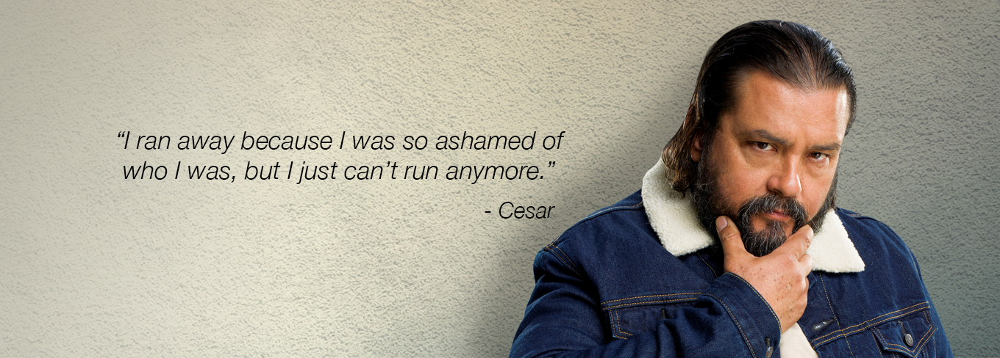 “I ran away because I was so ashamed of
who I was, but I just can’t run anymore.”
- Cesar